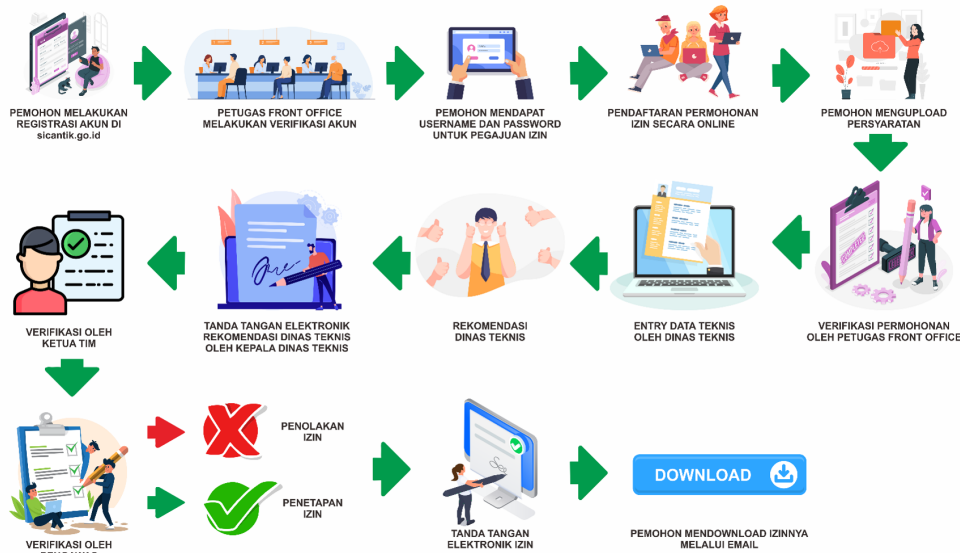 PEMOHON MELAKUKAN
REGISTRASI AKUN DI
sicantik.go.id
PETUGAS FRONT OFFICE
MELAKUKAN VERIFIKASI AKUN
PEMOHON MENDAPAT
USERNAME DAN PASSWORD
UNTUK PEGAJUAN IZIN
PENDAFTARAN PERMOHONAN
IZIN SECARA ONLINE
PEMOHON MENGUPLOAD
PERSYARATAN
COMPLETED
VERIFIKASI PERMOHONAN
OLEH PETUGAS FRONT OFFICE
ENTRY DATA TEKNIS
OLEH DINAS TEKNIS
REKOMENDASI
DINAS TEKNIS
TANDA TANGAN ELEKTRONIK
REKOMENDASI DINAS TEKNIS
OLEH KEPALA DINAS TEKNIS
VERIFIKASI OLEH
KETUA TIM
VERIFIKASI OLEH
PENOLAKAN
IZIN
PENETAPAN
IZIN
TANDA TANGAN
ELEKTRONIK IZIN
DOWNLOAD
PEMOHON MENDOWNLOAD IZINNYA
MELALUI EMAIL